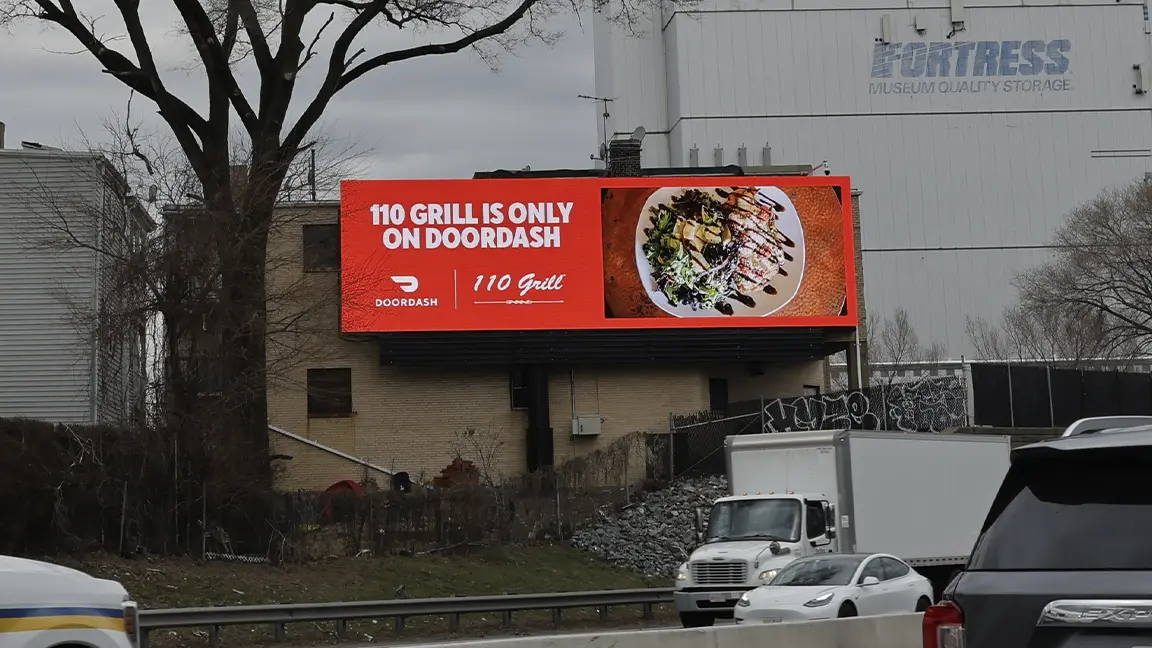 FORTRESS
MUSEUM QUALITY STORAGE
110 GRILL IS ONLY
ON DOORDASH
DOORDASH
110 Grill